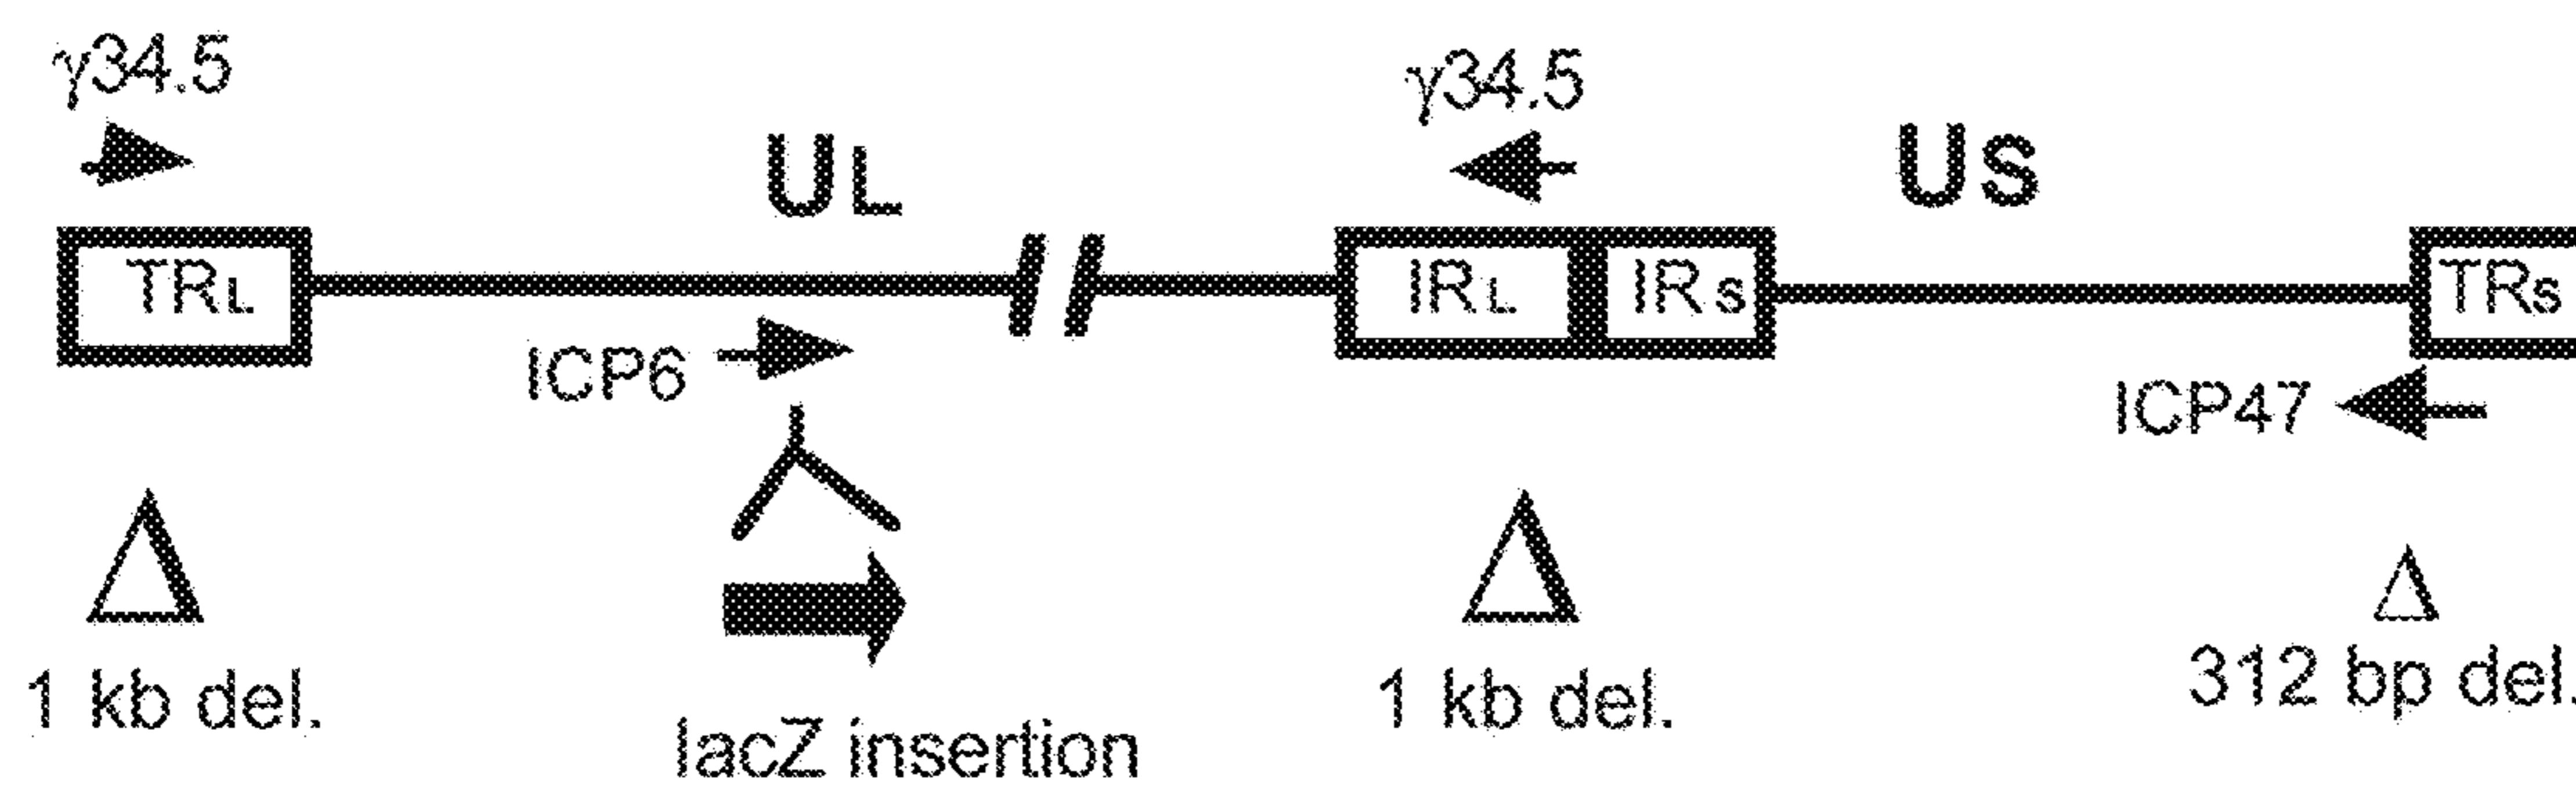 γ34.5
γ34.5
UL
US
TRL
IRL
IRS
TRS
ICP6
ICP47
1 kb del.
lacZ insertion
1 kb del.
312 bp del.